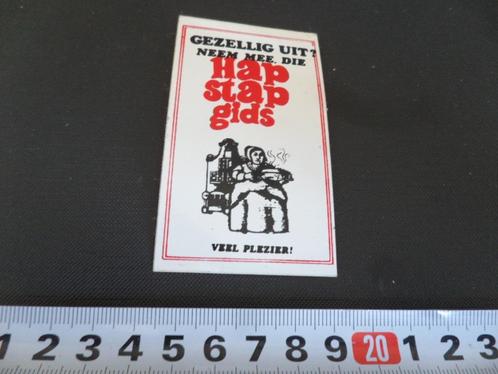 GEZELLIG UIT?
NEEM MEE, DIE
Hap
stap
gids
VEEL PLEZIER!
1 2 3 4 5 6 7 8 9 20 1 2 3